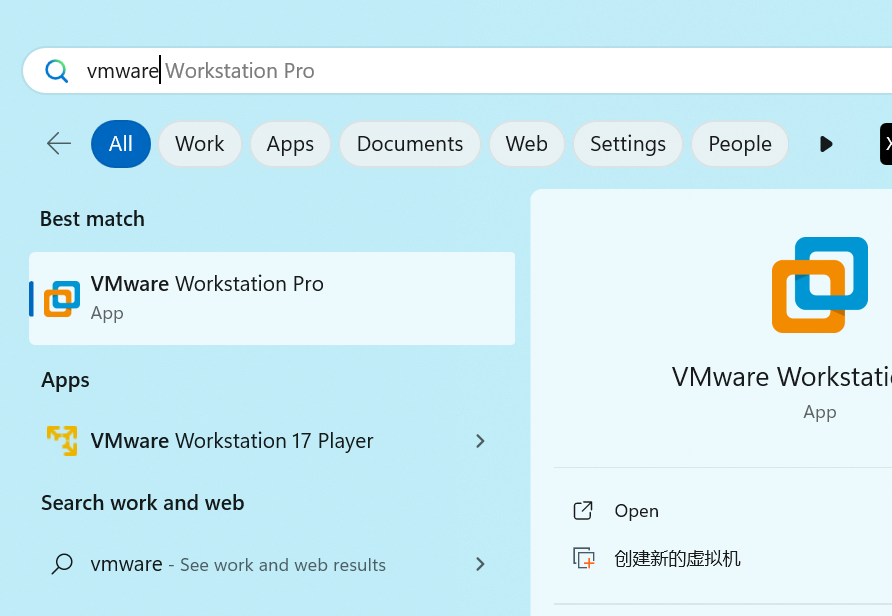 vmware Workstation Pro
All Work Apps Documents Web Settings People
Best match
VMware Workstation Pro
App
Apps
VMware Workstation 17 Player
Search work and web
vmware - See work and web results
VMware Workstati
App
Open
创建新的虚拟机